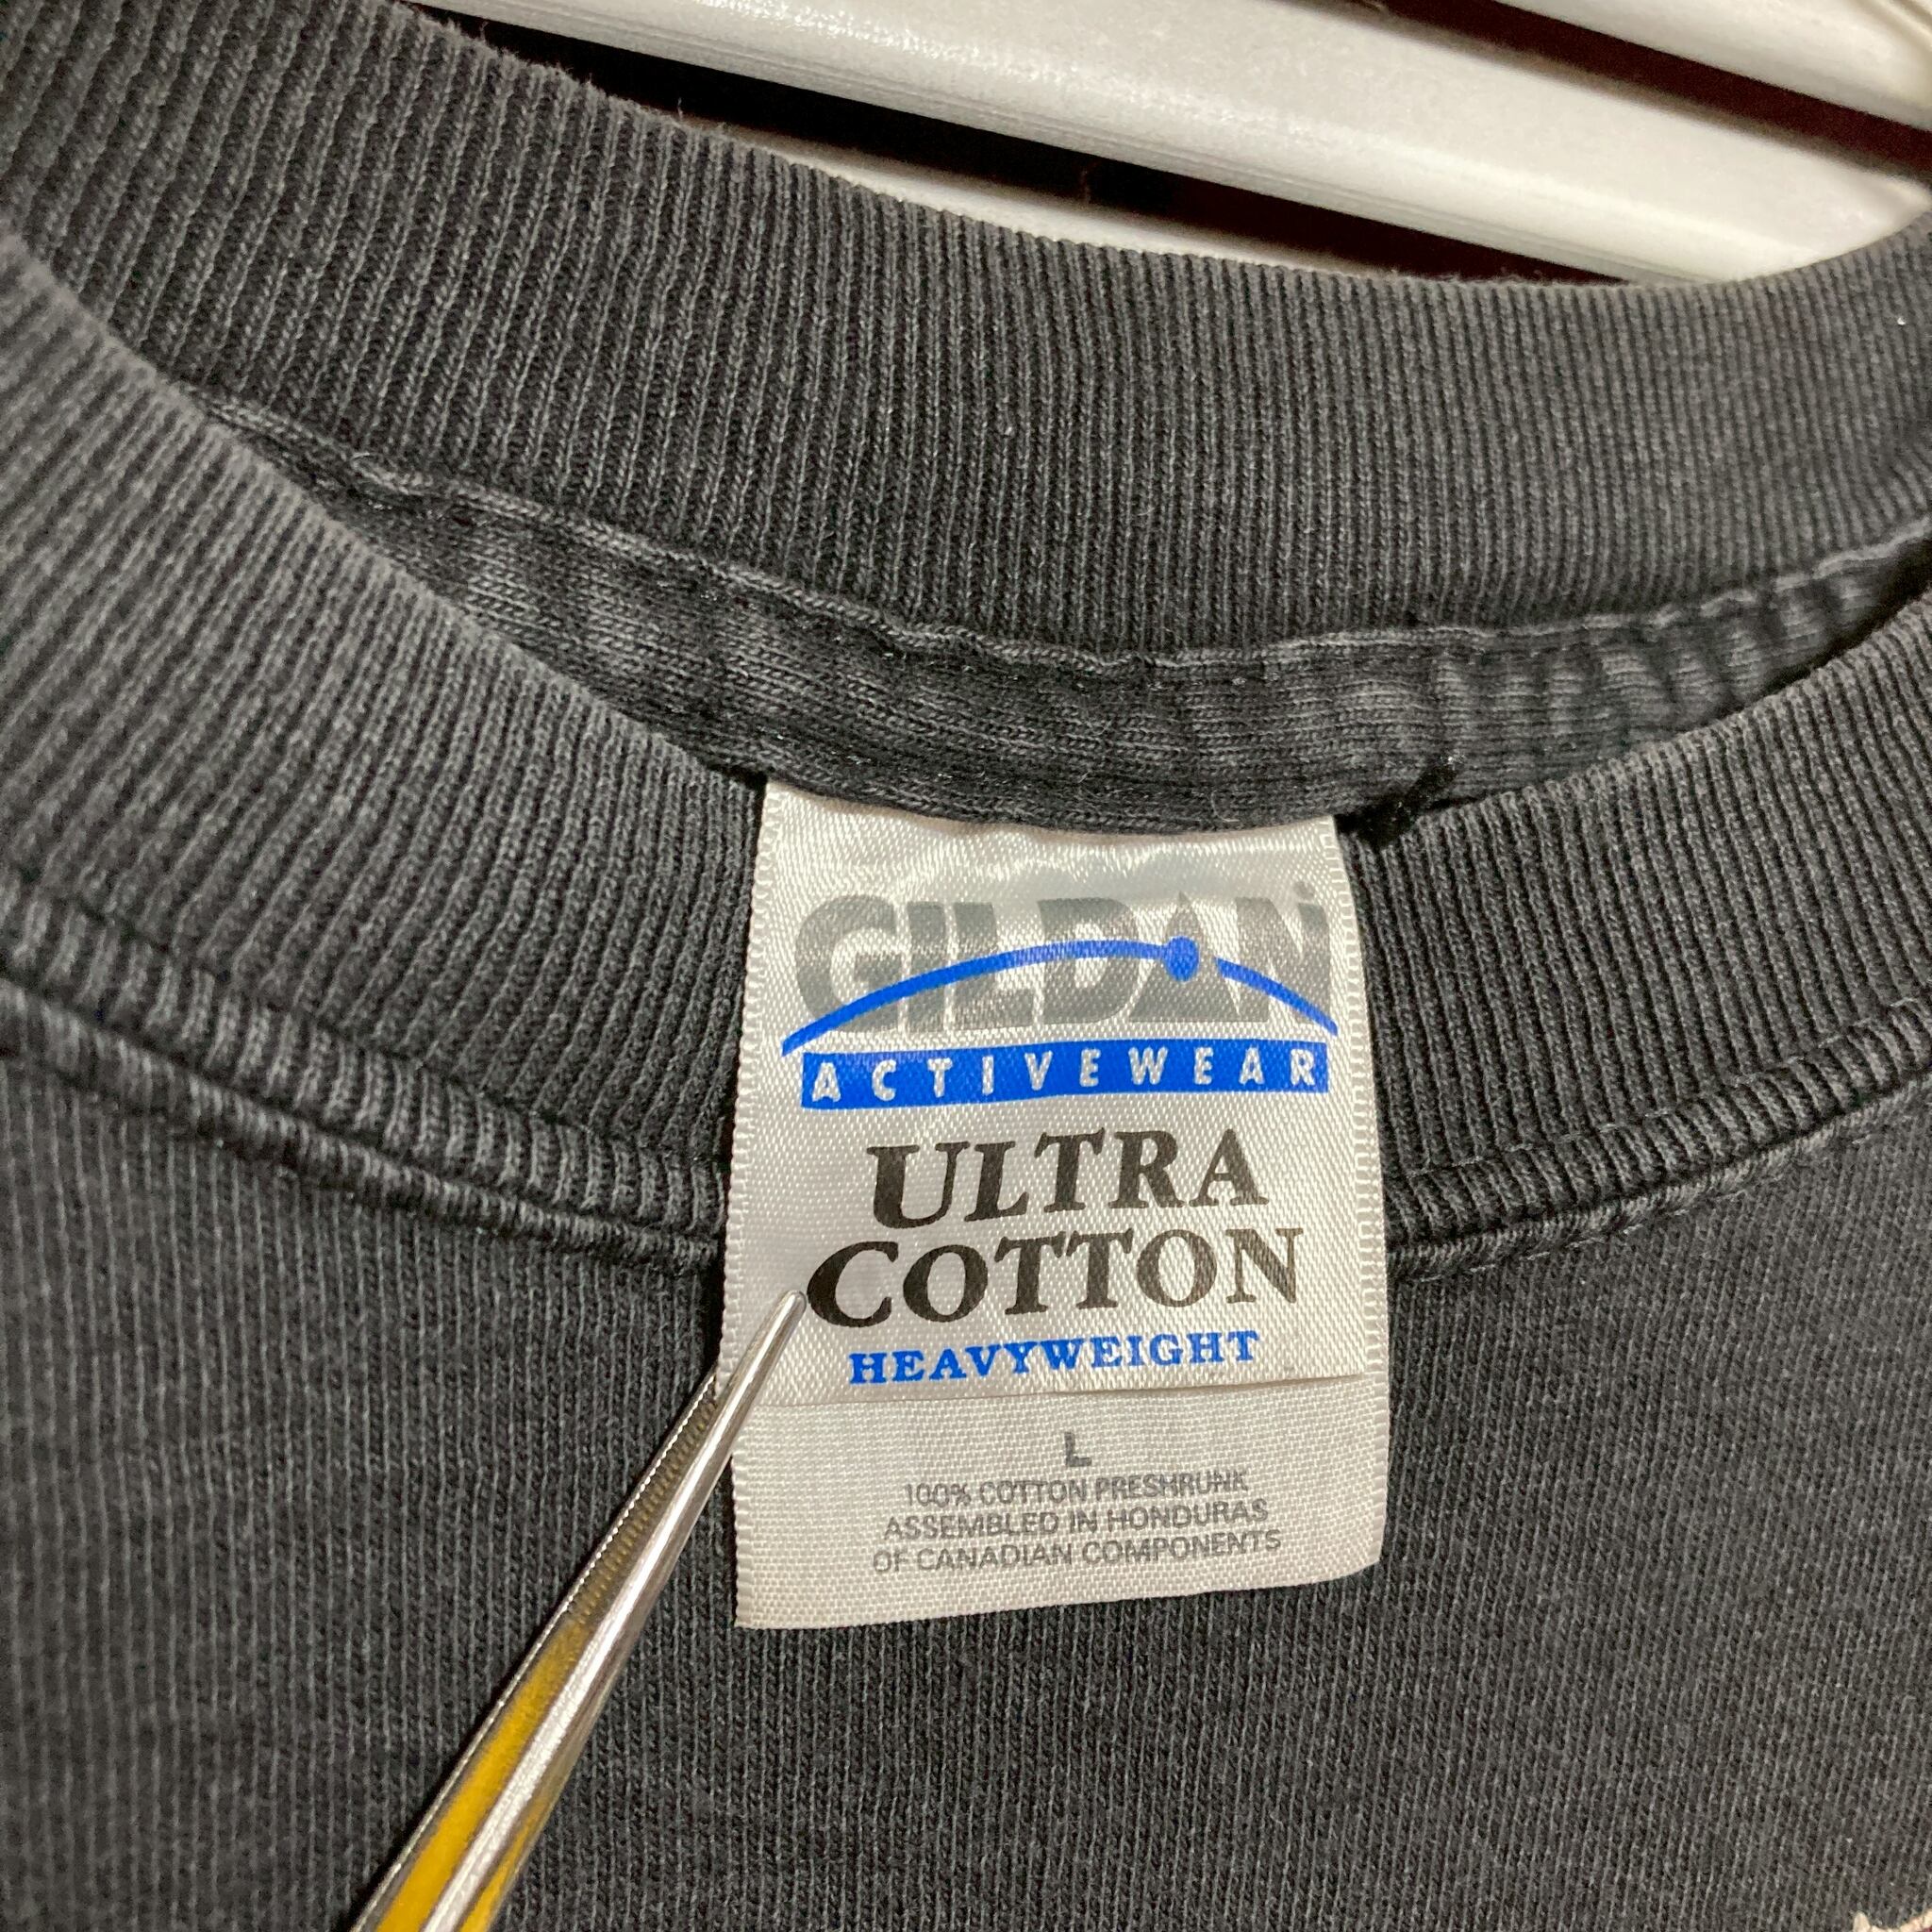 GILDAN
ACTIVEWEAR
ULTRA
COTTON
HEAVYWEIGHT
L
100% COTTON PRESHRUNK
ASSEMBLED IN HONDURAS
OF CANADIAN COMPONENTS